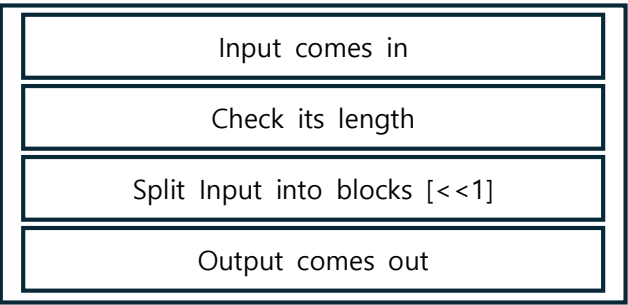 Input comes in
Check its length
Split Input into blocks [<<1]
Output comes out